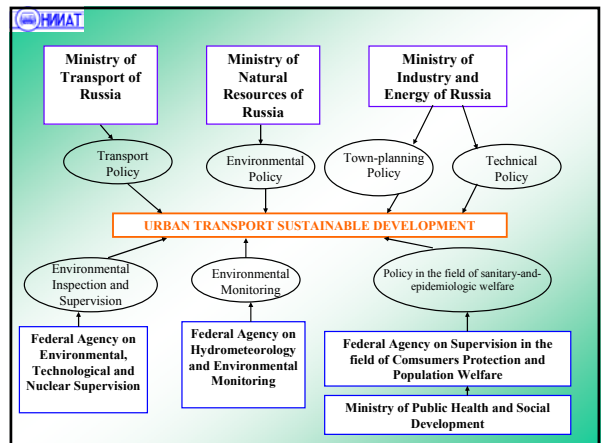 НИИАТ
Ministry of
Transport of
Russia
Ministry of
Natural
Resources of
Russia
Ministry of
Industry and
Energy of Russia
Transport
Policy
Environmental
Policy
Town-planning
Policy
Technical
Policy
URBAN TRANSPORT SUSTAINABLE DEVELOPMENT
Environmental
Inspection and
Supervision
Environmental
Monitoring
Policy in the field of sanitary-and-
epidemiologic welfare
Federal Agency on
Environmental,
Technological and
Nuclear Supervision
Federal Agency on
Hydrometeorology
and Environmental
Monitoring
Federal Agency on Supervision in the
field of Comsumers Protection and
Population Welfare
Ministry of Public Health and Social
Development